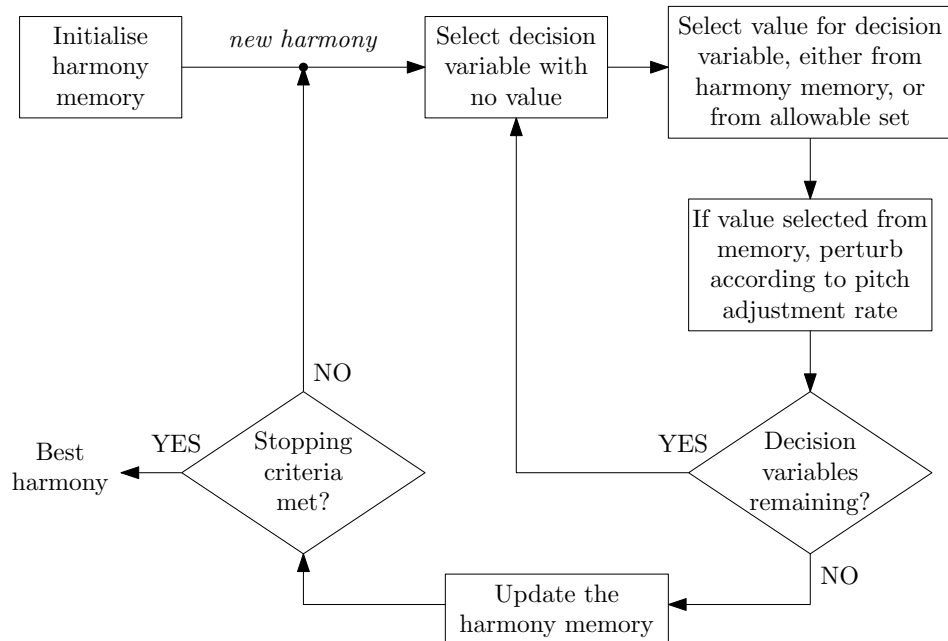 Initialise
harmony
memory
new harmony
Select decision
variable with
no value
Select value for decision
variable, either from
harmony memory, or
from allowable set
If value selected from
memory, perturb
according to pitch
adjustment rate
Decision
variables
remaining?
YES
NO
Update the
harmony memory
Stopping
criteria
met?
NO
YES
Best
harmony